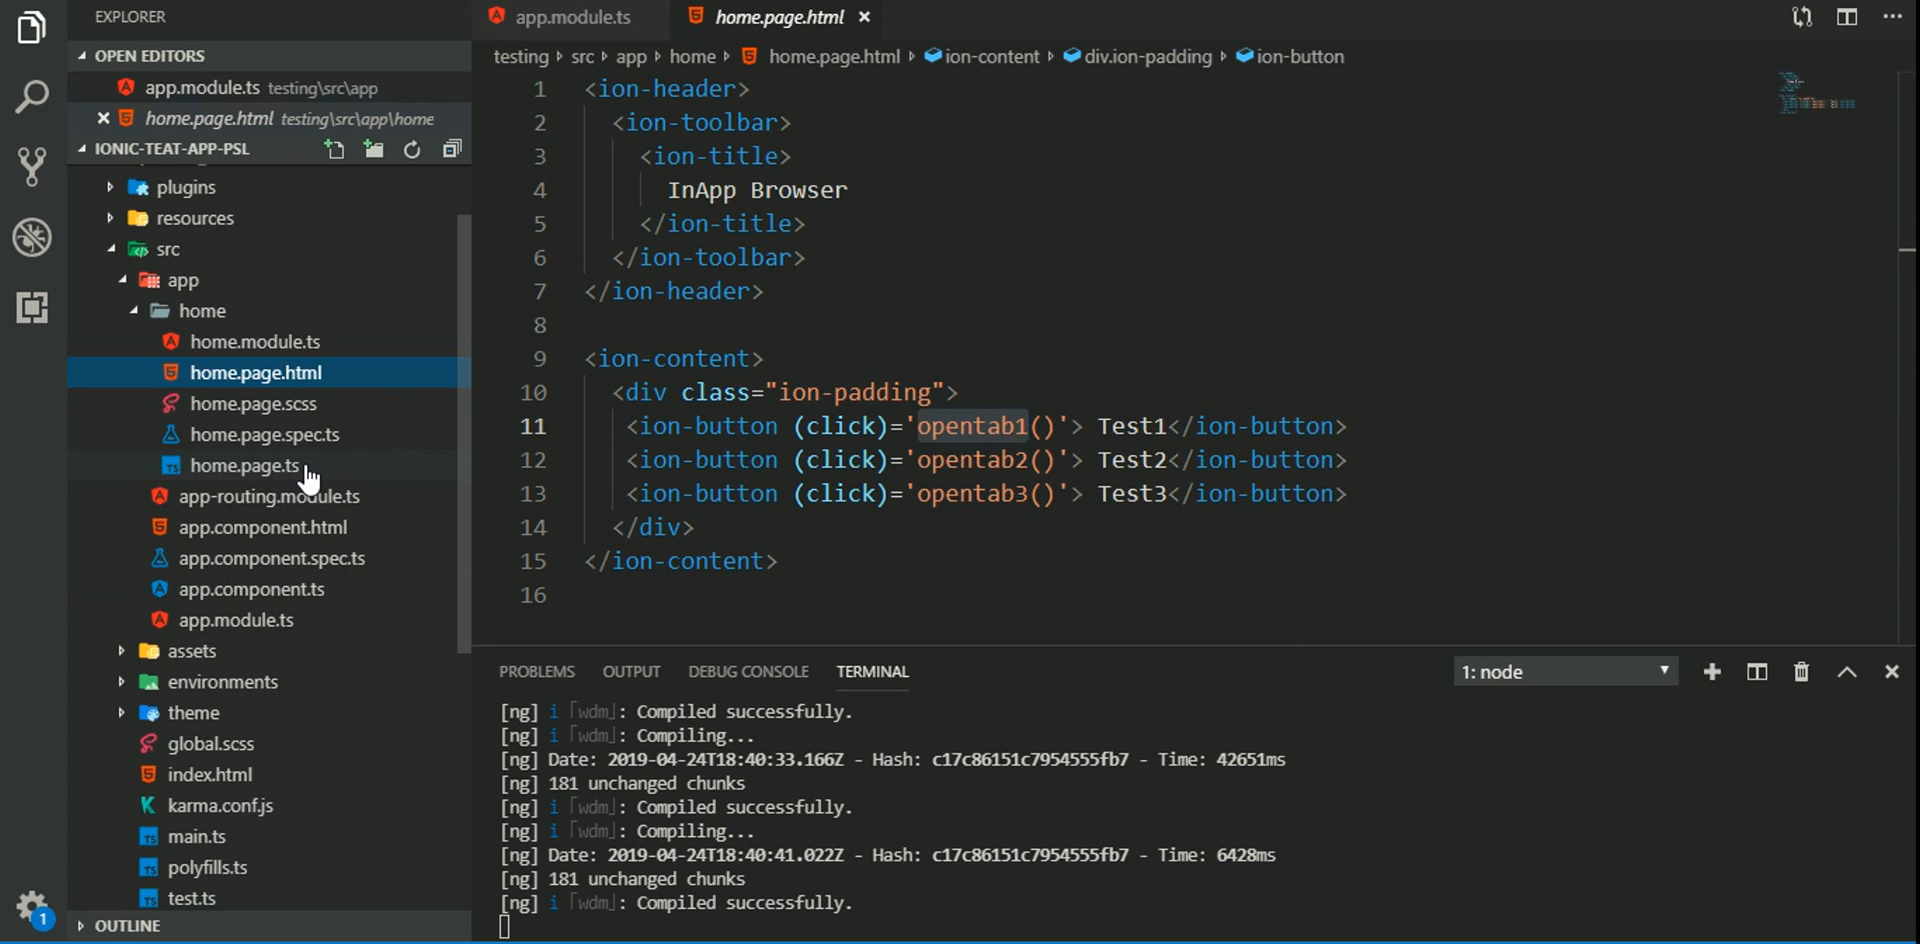 EXPLORER
OPEN EDITORS
app.module.ts testing\src\app
home.page.html testing\src\app\home
IONIC-TEAT-APP-PSL
plugins
resources
src
app
home
home.module.ts
home.page.html
home.page.scss
home.page.spec.ts
home.page.ts
app-routing.module.ts
app.component.html
app.component.spec.ts
app.component.ts
app.module.ts
assets
environments
theme
global.scss
index.html
karma.conf.js
main.ts
polyfills.ts
test.ts
OUTLINE
1
app.module.ts home.page.html
testing src app home home.page.html ion-content div.ion-padding ion-button
1 <ion-header>
2 <ion-toolbar>
3 <ion-title>
4 InApp Browser
5 </ion-title>
6 </ion-toolbar>
7 </ion-header>
8
9 <ion-content>
10 <div class="ion-padding">
11 <ion-button (click)='opentab1()'> Test1</ion-button>
12 <ion-button (click)='opentab2()'> Test2</ion-button>
13 <ion-button (click)='opentab3()'> Test3</ion-button>
14 </div>
15 </ion-content>
16
PROBLEMS OUTPUT DEBUG CONSOLE TERMINAL 1: node
[ng] i ｢wdm｣: Compiled successfully.
[ng] i ｢wdm｣: Compiling...
[ng] Date: 2019-04-24T18:40:33.166Z - Hash: c17c86151c7954555fb7 - Time: 42651ms
[ng] 181 unchanged chunks
[ng] i ｢wdm｣: Compiled successfully.
[ng] i ｢wdm｣: Compiling...
[ng] Date: 2019-04-24T18:40:41.022Z - Hash: c17c86151c7954555fb7 - Time: 6428ms
[ng] 181 unchanged chunks
[ng] i ｢wdm｣: Compiled successfully.